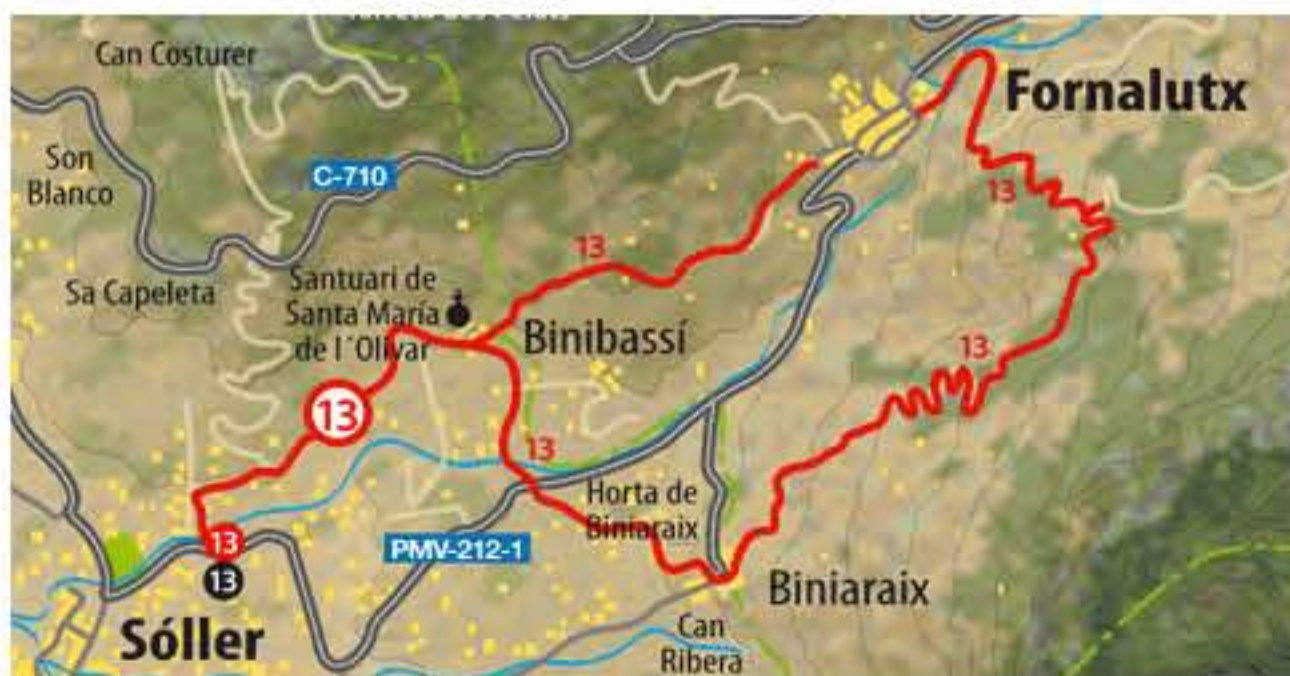 Can Costurer
Fornalutx
Son
Blanco
C-710
13
13
Santuari de
Santa María
de l´Olivar
Sa Capeleta
Binibassí
13
13
13
Horta de
Biniaraix
13
13
PMV-212-1
Biniaraix
Sóller
Can
Ribera